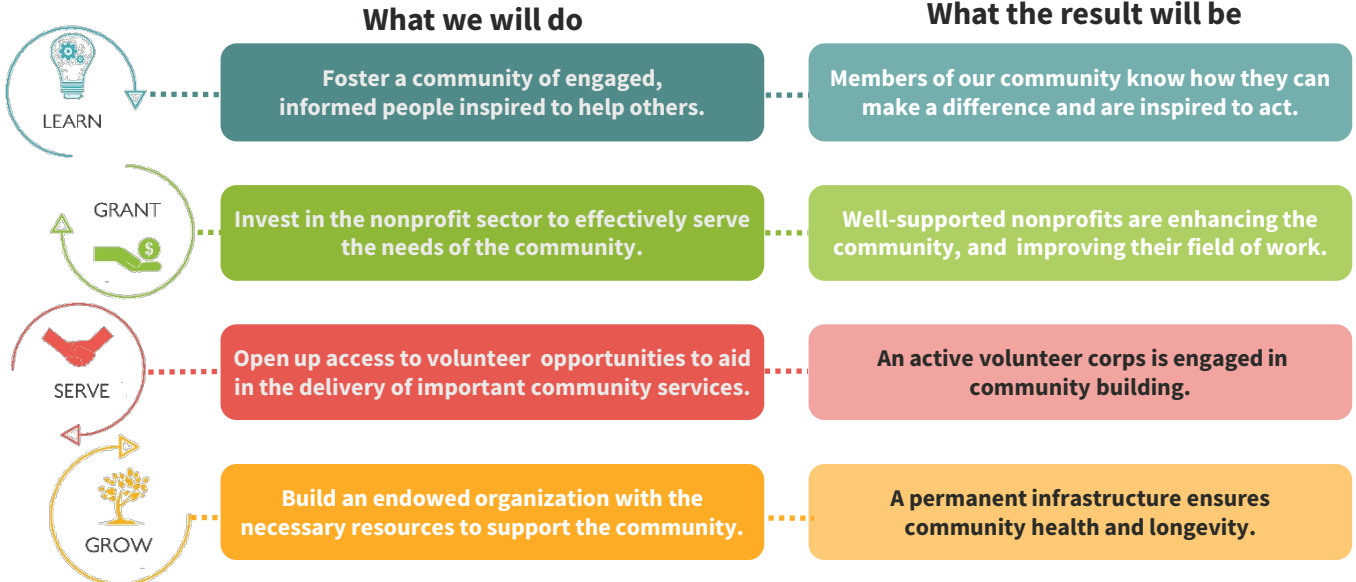 What we will do
What the result will be
LEARN
Foster a community of engaged,
informed people inspired to help others.
Members of our community know how they can
make a difference and are inspired to act.
GRANT
$
Invest in the nonprofit sector to effectively serve
the needs of the community.
Well-supported nonprofits are enhancing the
community, and  improving their field of work.
SERVE
Open up access to volunteer  opportunities to aid
in the delivery of important community services.
An active volunteer corps is engaged in
community building.
GROW
Build an endowed organization with the
necessary resources to support the community.
A permanent infrastructure ensures
community health and longevity.